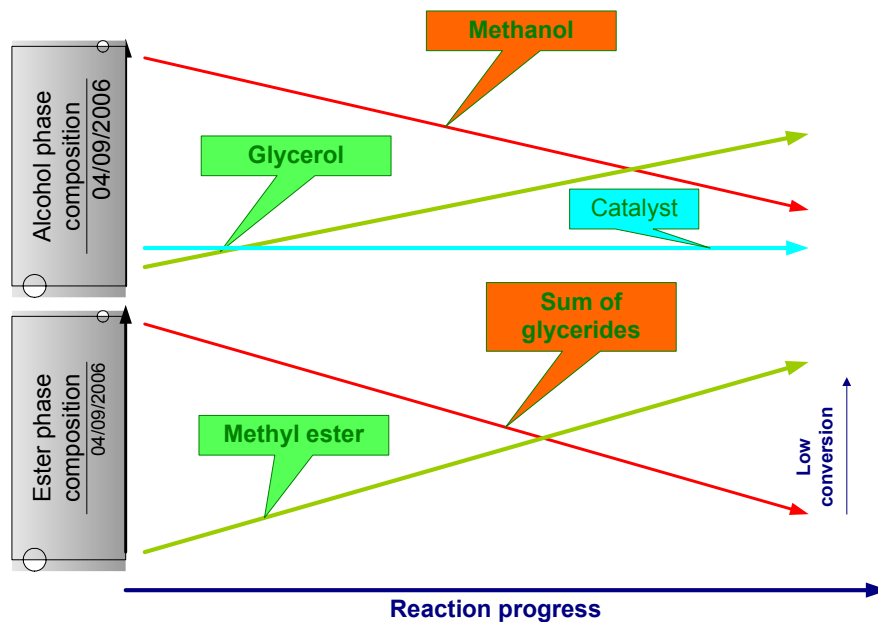 Methanol
Glycerol
Catalyst
Alcohol phase
composition
04/09/2006
Sum of
glycerides
Methyl ester
Ester phase
composition
04/09/2006
Low
conversion
Reaction progress